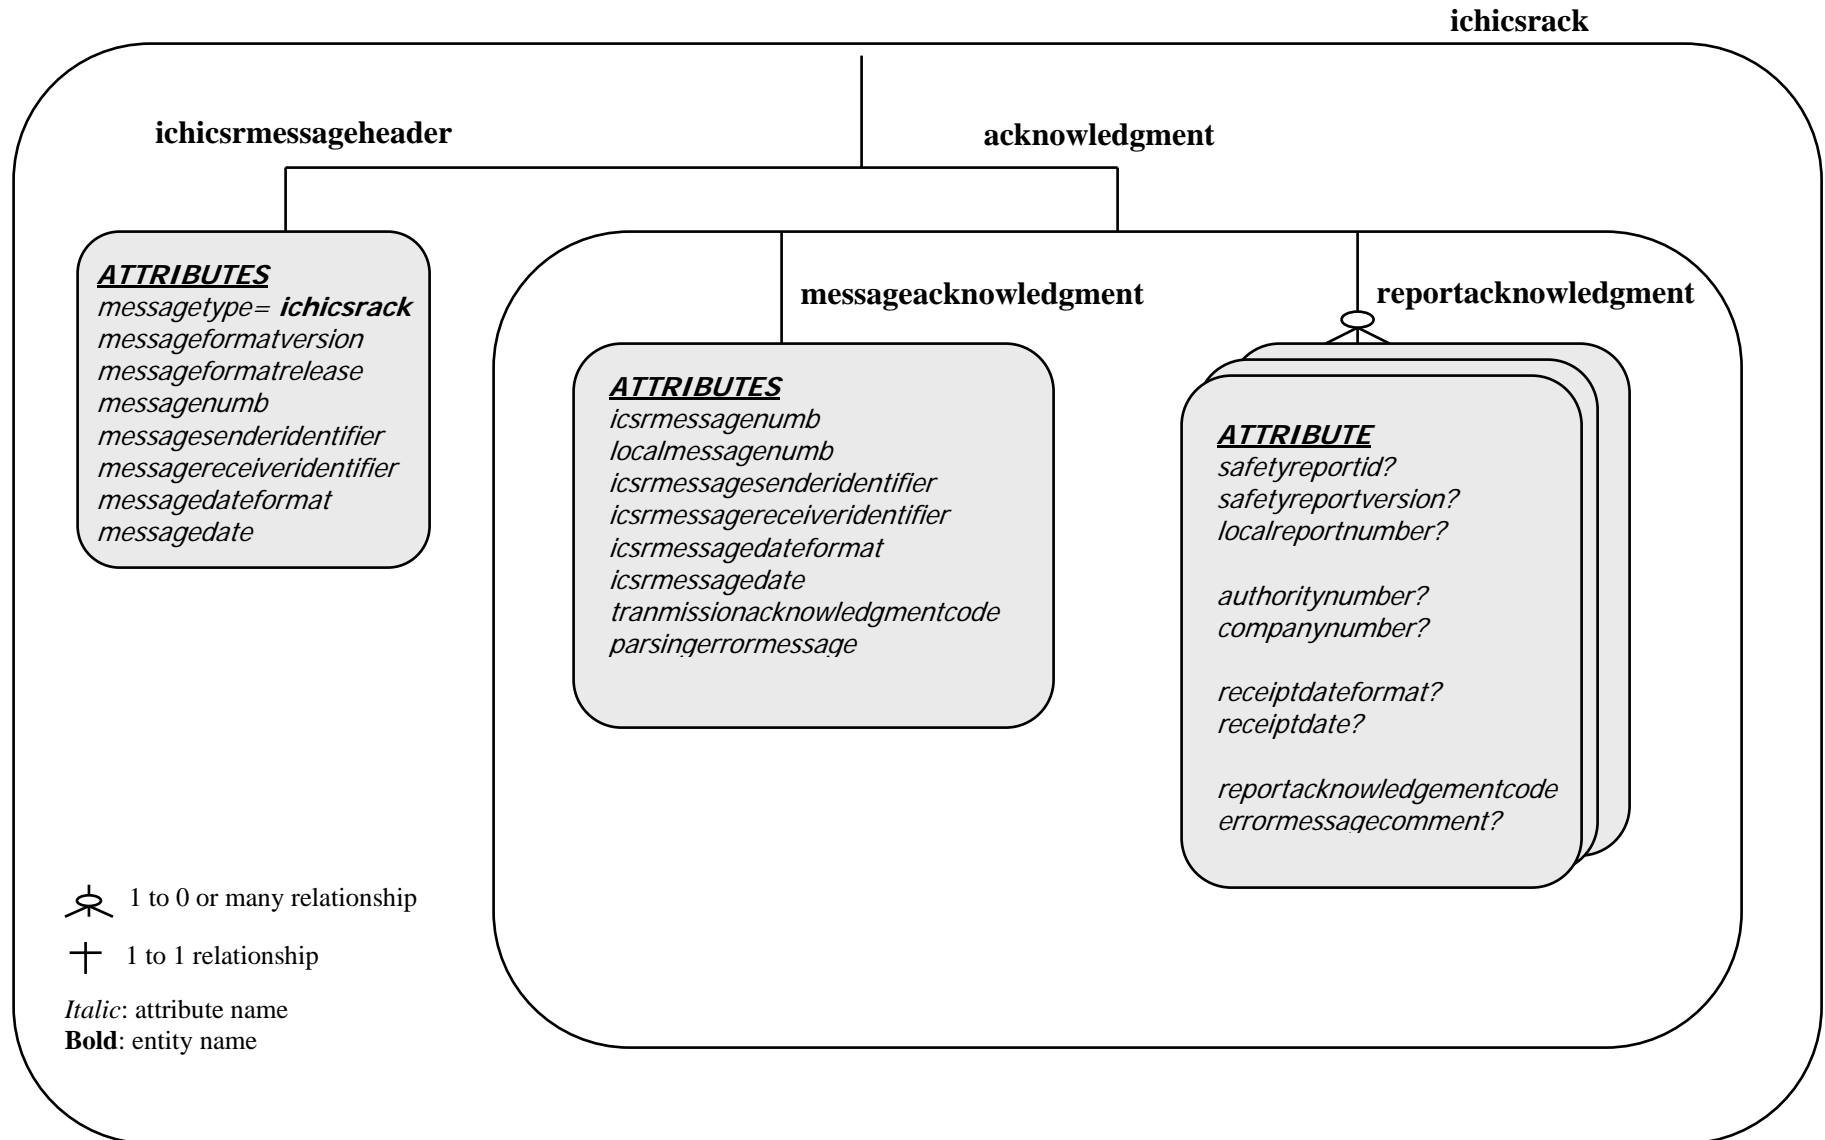 ichicsrack
ichicsrmessageheader
acknowledgment
ATTRIBUTES
messagetype= ichicsrack
messageformatversion
messageformatrelease
messagenumb
messagesenderidentifier
messagereceiveridentifier
messagedateformat
messagedate
messageacknowledgment
ATTRIBUTES
icsrmessagenumb
localmessagenumb
icsrmessagesenderidentifier
icsrmessagereceiveridentifier
icsrmessagedateformat
icsrmessagedate
tranmissionacknowledgmentcode
parsingerrormessage
reportacknowledgment
ATTRIBUTE
safetyreportid?
safetyreportversion?
localreportnumber?
authoritynumber?
companynumber?
receiptdateformat?
receiptdate?
reportacknowledgementcode
errormessagecomment?
1 to 0 or many relationship
1 to 1 relationship
Italic: attribute name
Bold: entity name